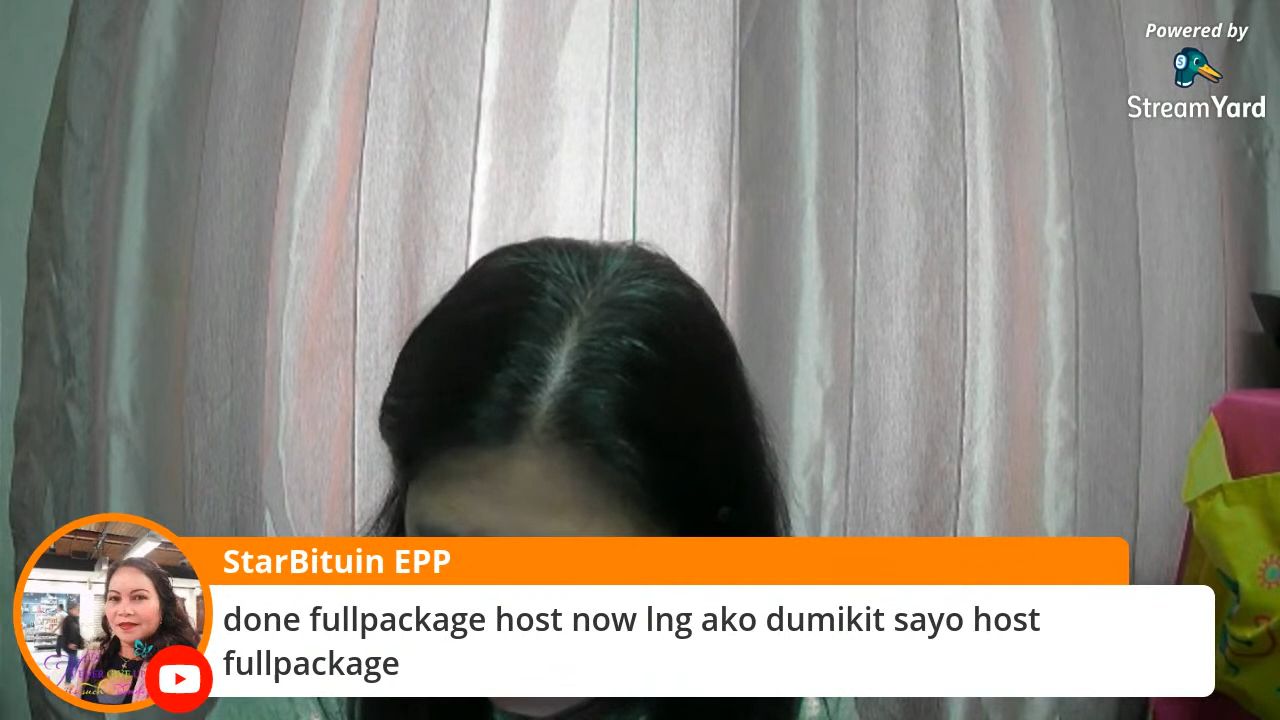 Powered by
StreamYard
StarBituin EPP
done fullpackage host now lng ako dumikit sayo host
fullpackage